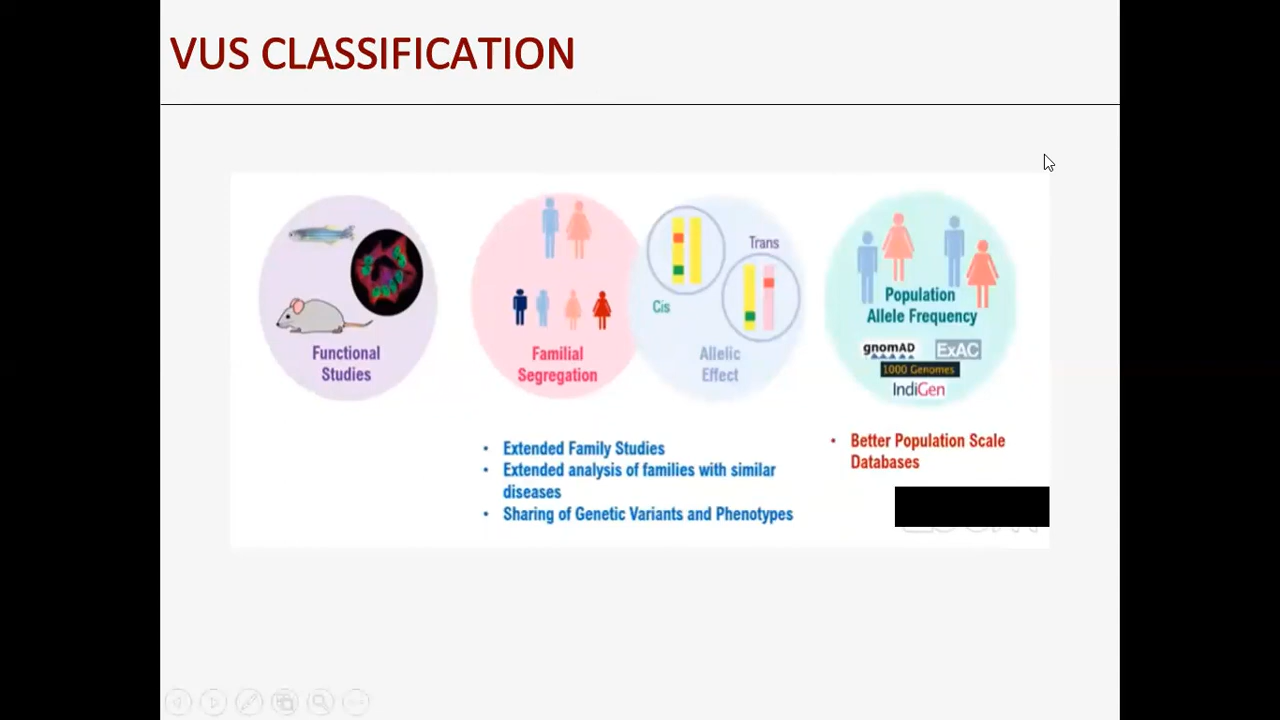 VUS CLASSIFICATION
Functional
Studies
Familial
Segregation
Cis
Trans
Allelic
Effect
Population
Allele Frequency
gnomAD
ExAC
1000 Genomes
IndiGen
• Extended Family Studies
• Extended analysis of families with similar
diseases
• Sharing of Genetic Variants and Phenotypes
• Better Population Scale
Databases